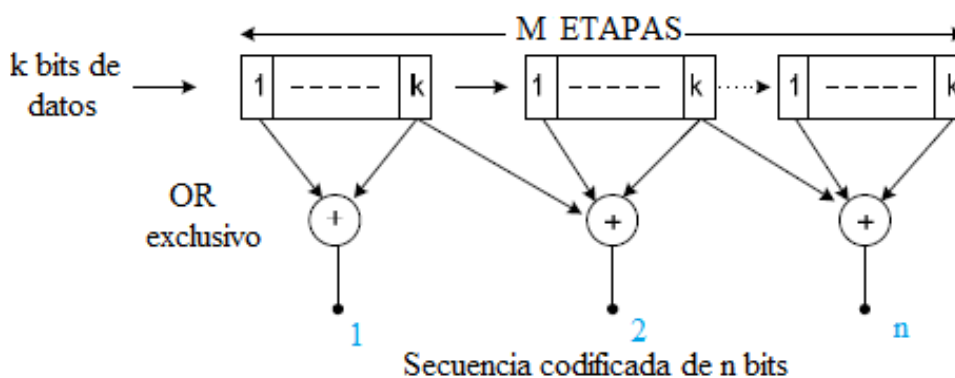 M ETAPAS
k bits de
datos
1 ----- k
1 ----- k
1 ----- k
OR
exclusivo
+
+
+
1
2
n
Secuencia codificada de n bits